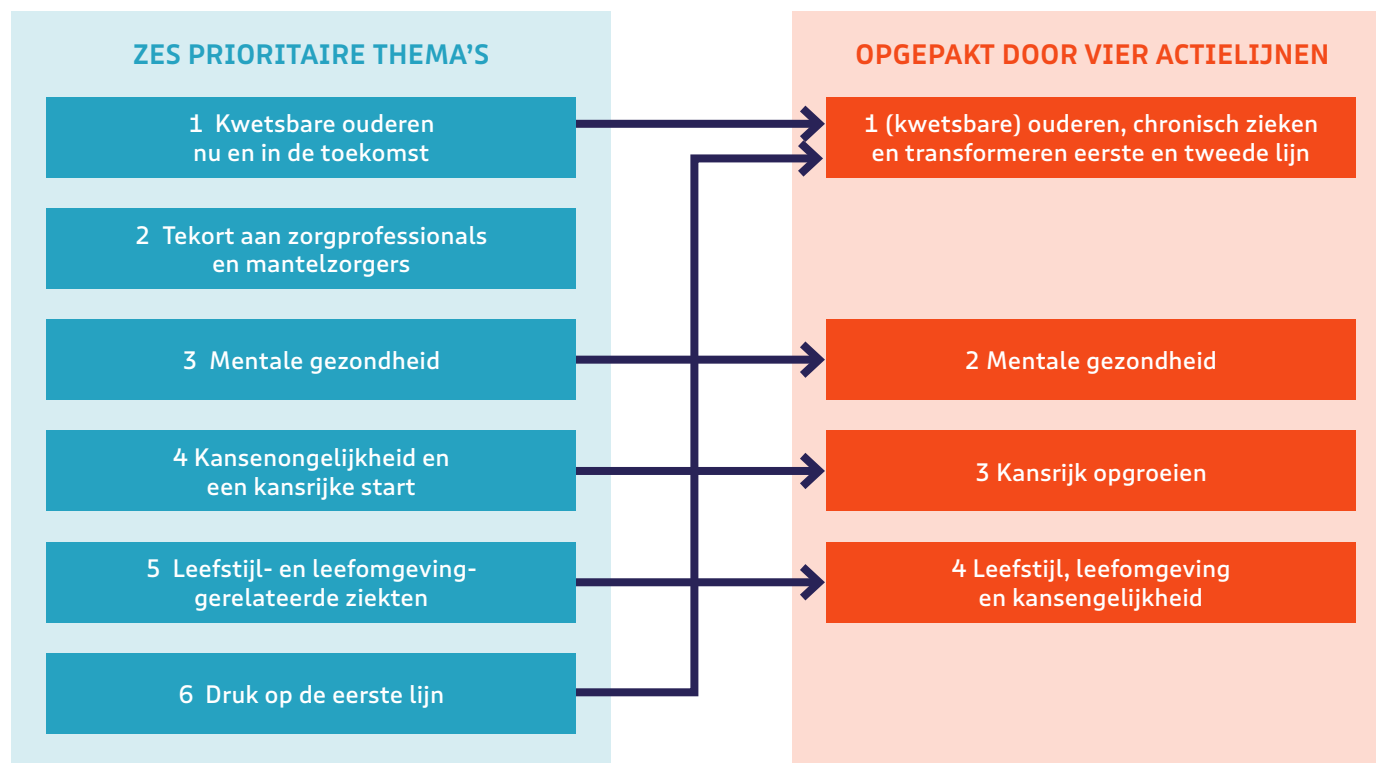 ZES PRIORITAIRE THEMA'S
1 Kwetsbare ouderen
nu en in de toekomst
2 Tekort aan zorgprofessionals
en mantelzorgers
3 Mentale gezondheid
4 Kansenongelijkheid en
een kansrijke start
5 Leefstijl- en leefomgeving-
gerelateerde ziekten
6 Druk op de eerste lijn
OPGEPAKT DOOR VIER ACTIELIJNEN
1 (kwetsbare) ouderen, chronisch zieken
en transformeren eerste en tweede lijn
2 Mentale gezondheid
3 Kansrijk opgroeien
4 Leefstijl, leefomgeving
en kansengelijkheid